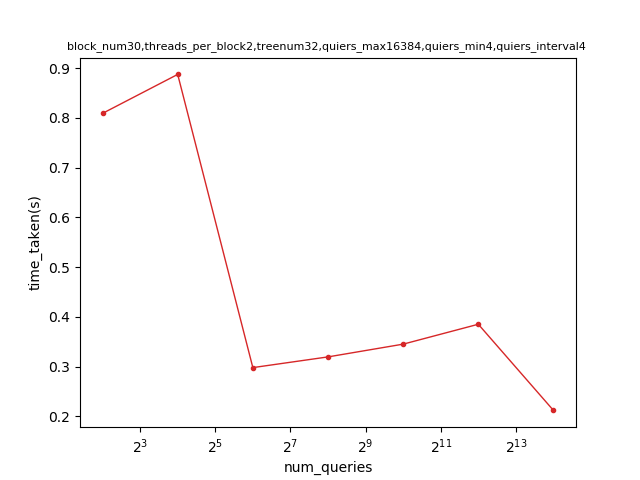 block_num30,threads_per_block2,treenum32,quiers_max16384,quiers_min4,quiers_interval4
0.9
0.8
0.7
0.6
0.5
0.4
0.3
0.2
time_taken(s)
2^3 2^5 2^7 2^9 2^11 2^13
num_queries